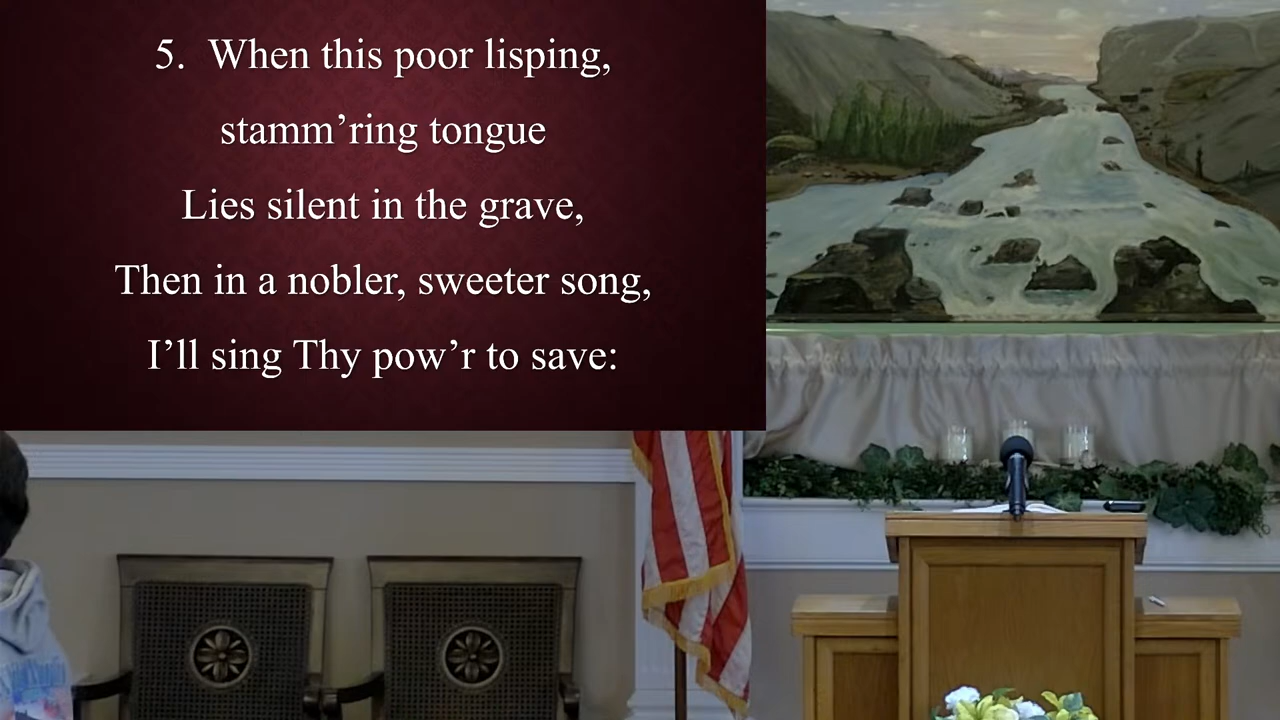 5. When this poor lisping,
stamm’ring tongue
Lies silent in the grave,
Then in a nobler, sweeter song,
I’ll sing Thy pow’r to save: